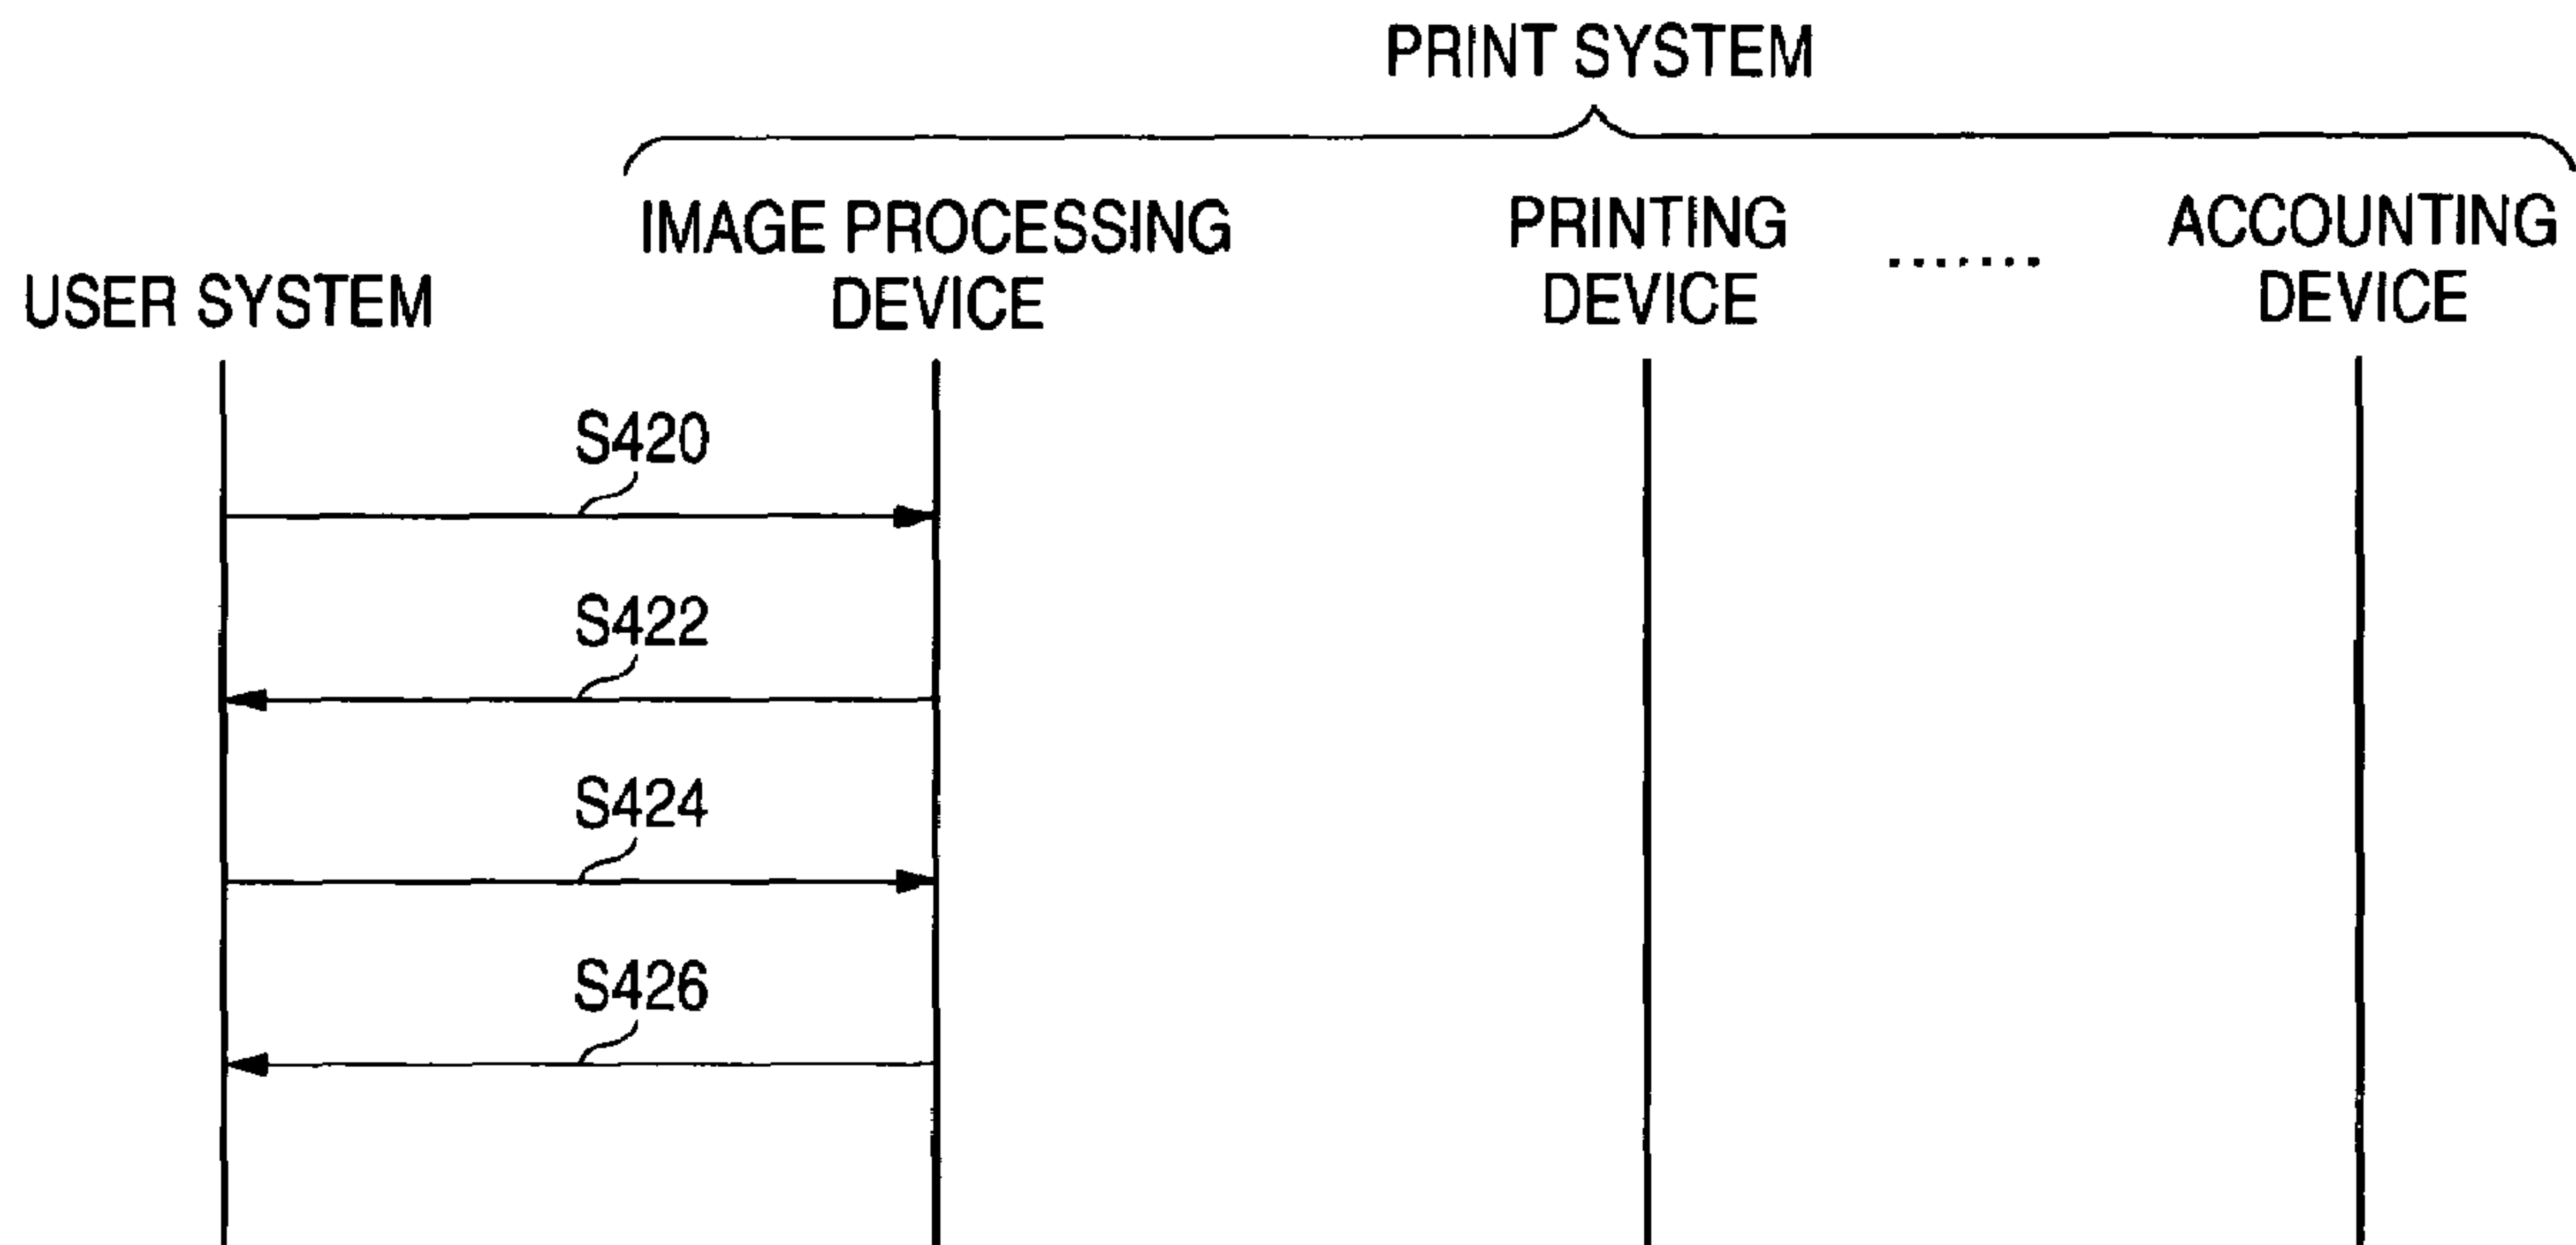 PRINT SYSTEM
USER SYSTEM
IMAGE PROCESSING
DEVICE
PRINTING
DEVICE
.......
ACCOUNTING
DEVICE
S420
S422
S424
S426